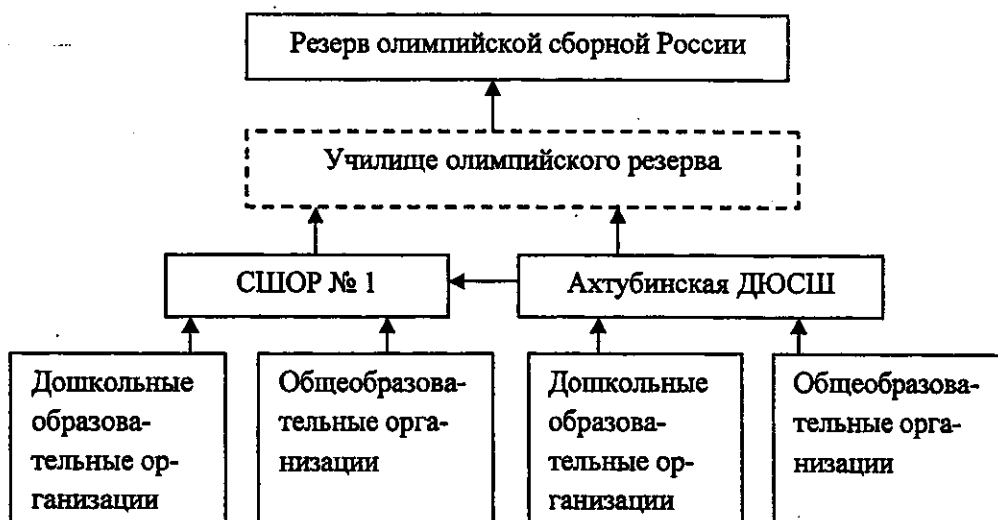 Резерв олимпийской сборной России
Училище олимпийского резерва
СШОР № 1
Ахтубинская ДЮСШ
Дошкольные
образова-
тельные ор-
ганизации
Общеобразова-
тельные орга-
низации
Дошкольные
образова-
тельные ор-
ганизации
Общеобразова-
тельные орга-
низации